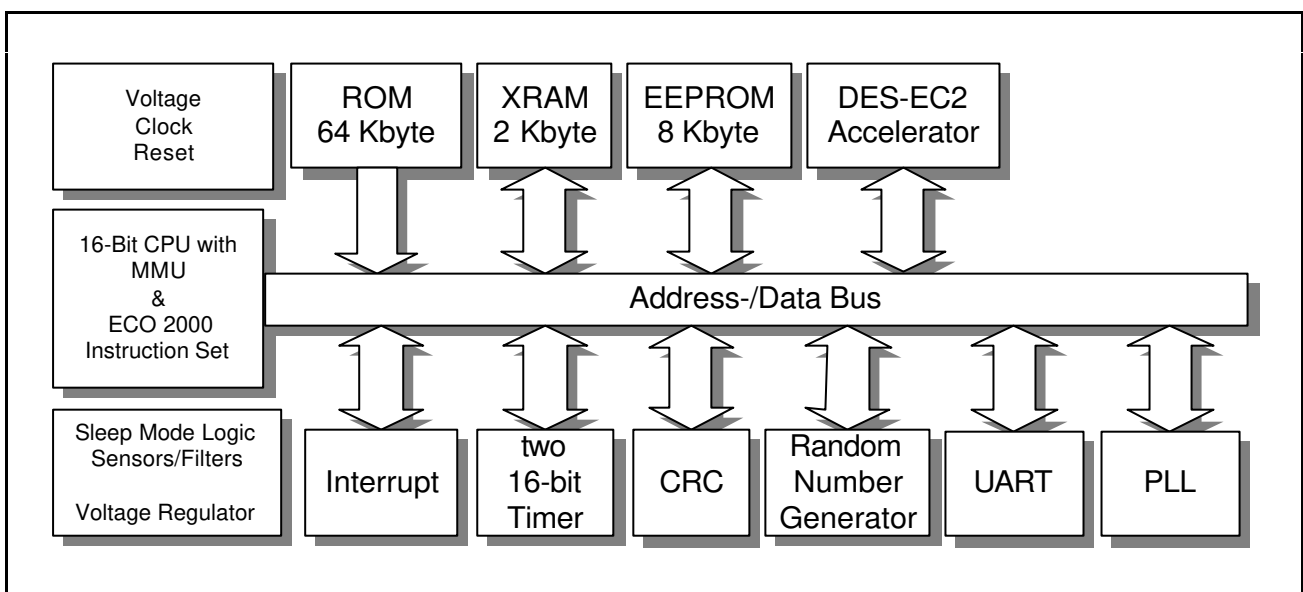 Voltage
Clock
Reset
ROM
64 Kbyte
XRAM
2 Kbyte
EEPROM
8 Kbyte
DES-EC2
Accelerator
16-Bit CPU with
MMU
&
ECO 2000
Instruction Set
Address-/Data Bus
Sleep Mode Logic
Sensors/Filters
Voltage Regulator
Interrupt
two
16-bit
Timer
CRC
Random
Number
Generator
UART
PLL